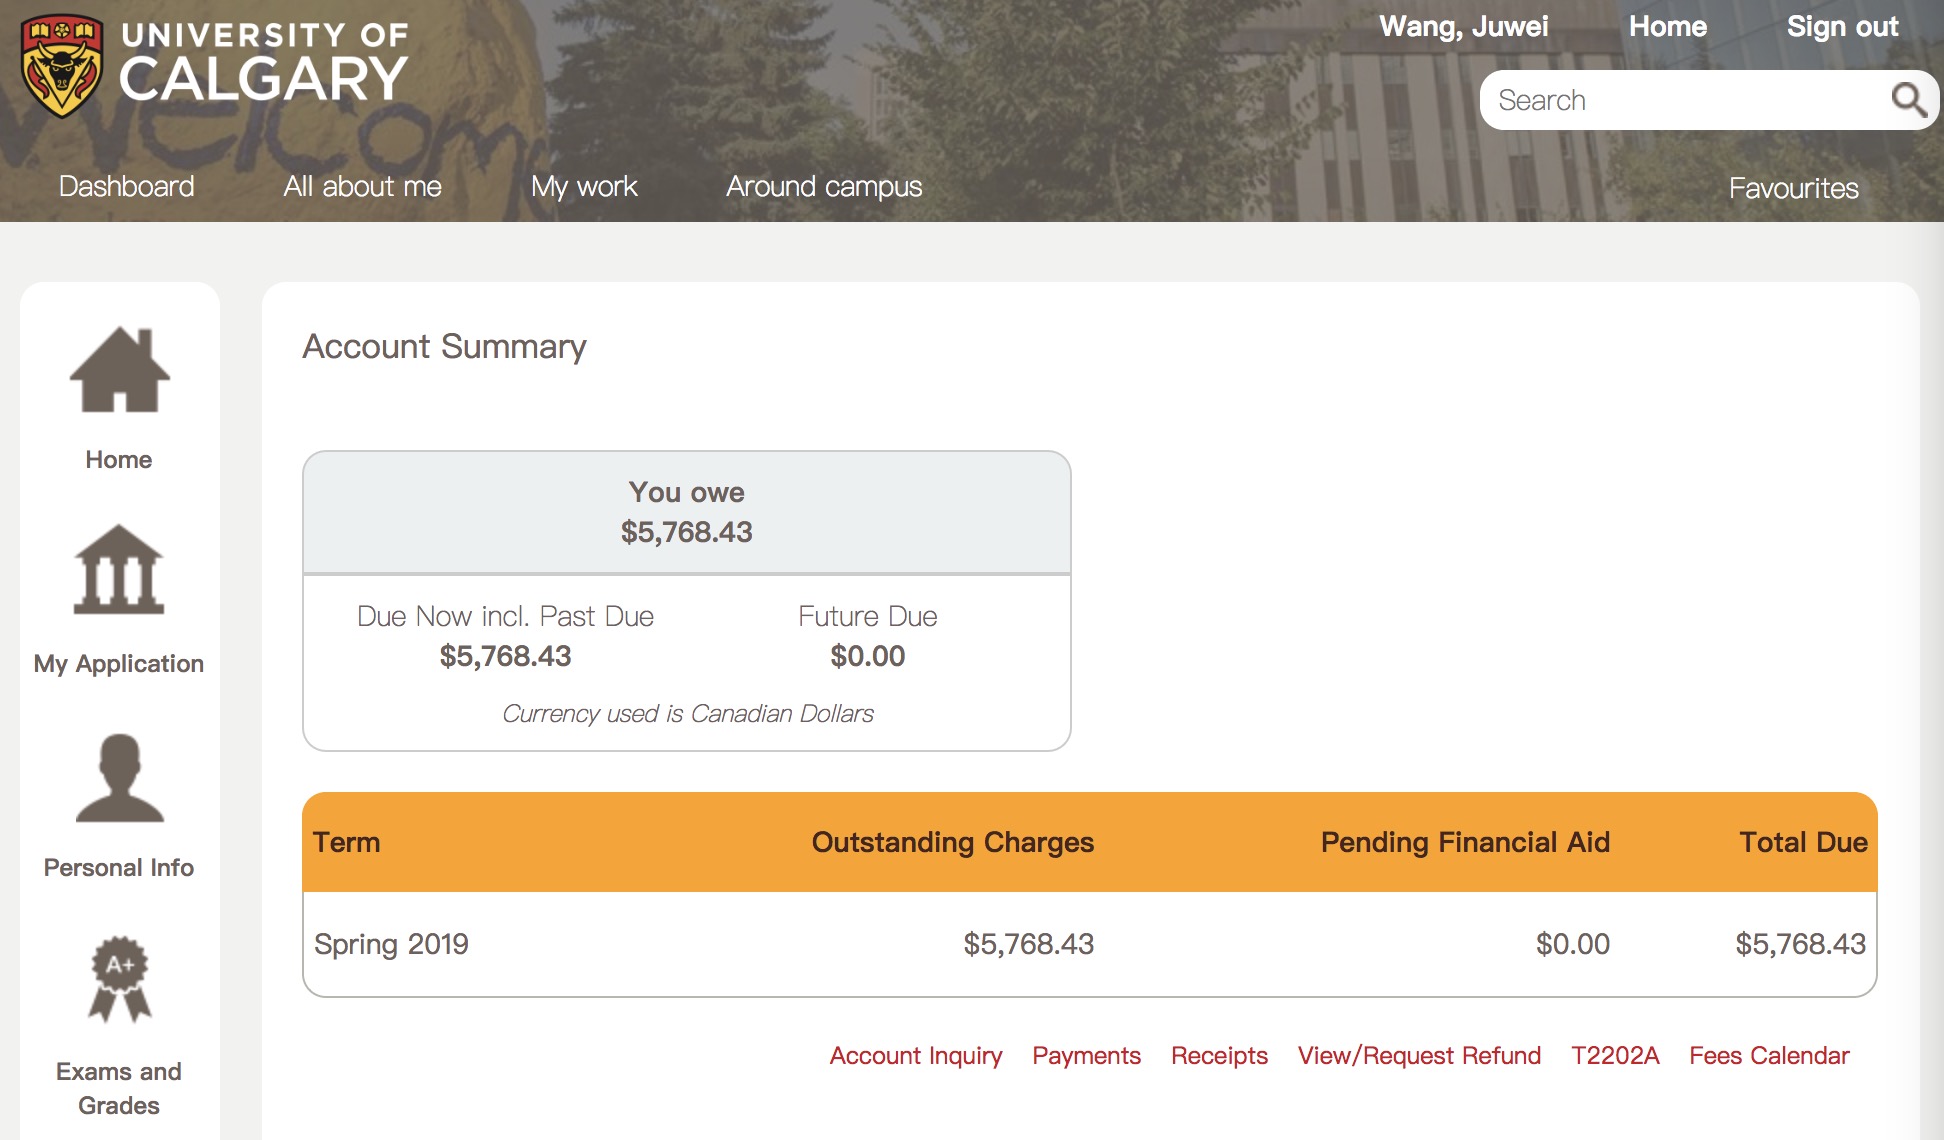 UNIVERSITY OF
CALGARY
Wang, Juwei
Home
Sign out
Search
Welcome
Dashboard
All about me
My work
Around campus
Favourites
Home
My Application
Personal Info
A+
Exams and
Grades
Account Summary
You owe
$5,768.43
Due Now incl. Past Due
$5,768.43
Future Due
$0.00
Currency used is Canadian Dollars
Term Outstanding Charges Pending Financial Aid Total Due
Spring 2019 $5,768.43 $0.00 $5,768.43
Account Inquiry Payments Receipts View/Request Refund T2202A Fees Calendar